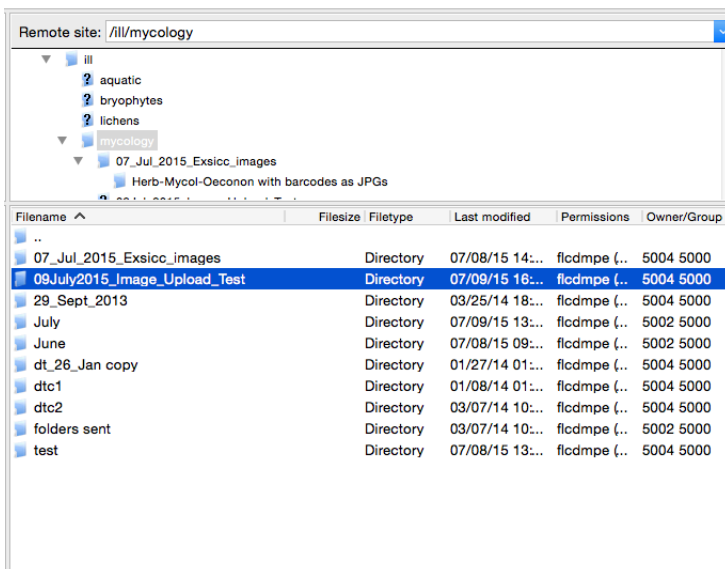 Remote site: /ill/mycology
ill
? aquatic
? bryophytes
? lichens
mycology
07_Jul_2015_Exsicc_images
Herb-Mycol-Oeconon with barcodes as JPGs
Filename Filesize Filetype Last modified Permissions Owner/Group
..
07_Jul_2015_Exsicc_images Directory 07/08/15 14:... flcdmpe (... 5004 5000
09July2015_Image_Upload_Test Directory 07/09/15 16:... flcdmpe (... 5004 5000
29_Sept_2013 Directory 03/25/14 18:... flcdmpe (... 5004 5000
July Directory 07/09/15 13:... flcdmpe (... 5002 5000
June Directory 07/08/15 09:... flcdmpe (... 5002 5000
dt_26_Jan copy Directory 01/27/14 01:... flcdmpe (... 5004 5000
dtc1 Directory 01/08/14 01:... flcdmpe (... 5004 5000
dtc2 Directory 03/07/14 10:... flcdmpe (... 5004 5000
folders sent Directory 03/07/14 10:... flcdmpe (... 5002 5000
test Directory 07/08/15 13:... flcdmpe (... 5004 5000